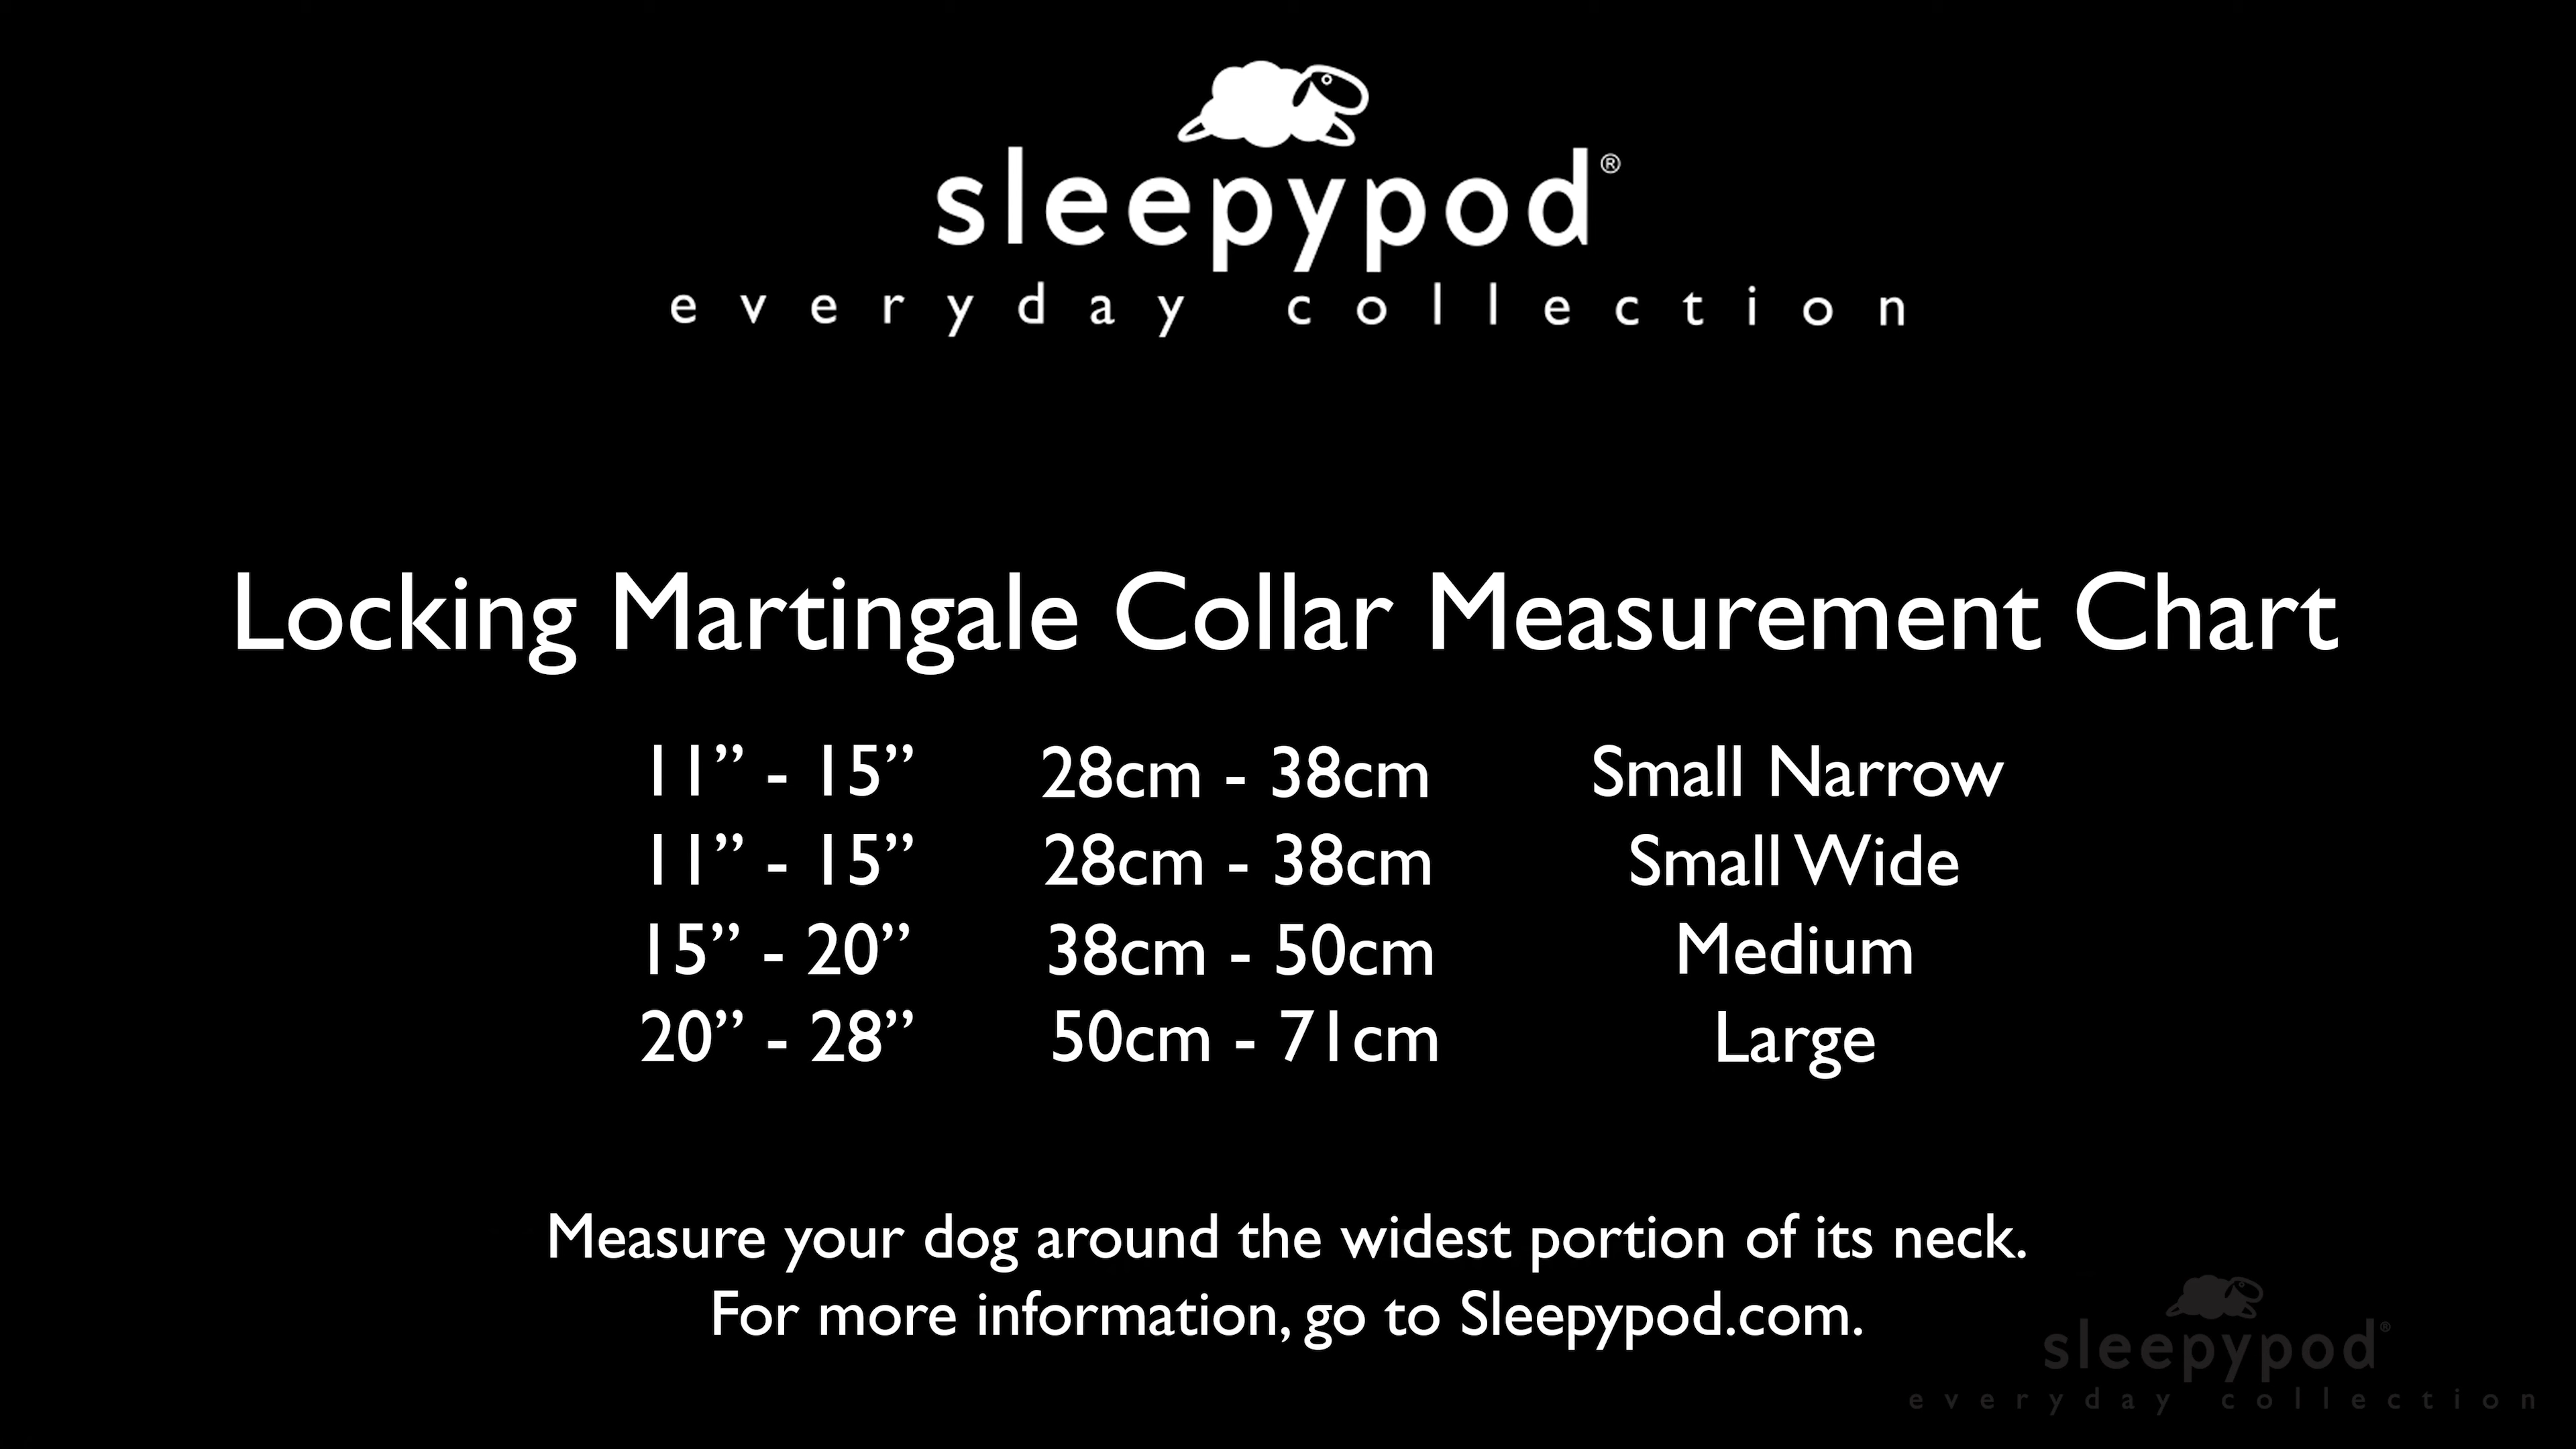 sleepypod®
everyday collection
Locking Martingale Collar Measurement Chart
11” - 15” 28cm - 38cm Small Narrow
11” - 15” 28cm - 38cm Small Wide
15” - 20” 38cm - 50cm Medium
20” - 28” 50cm - 71cm Large
Measure your dog around the widest portion of its neck.
For more information, go to Sleepypod.com.
sleepypod®
everyday collection